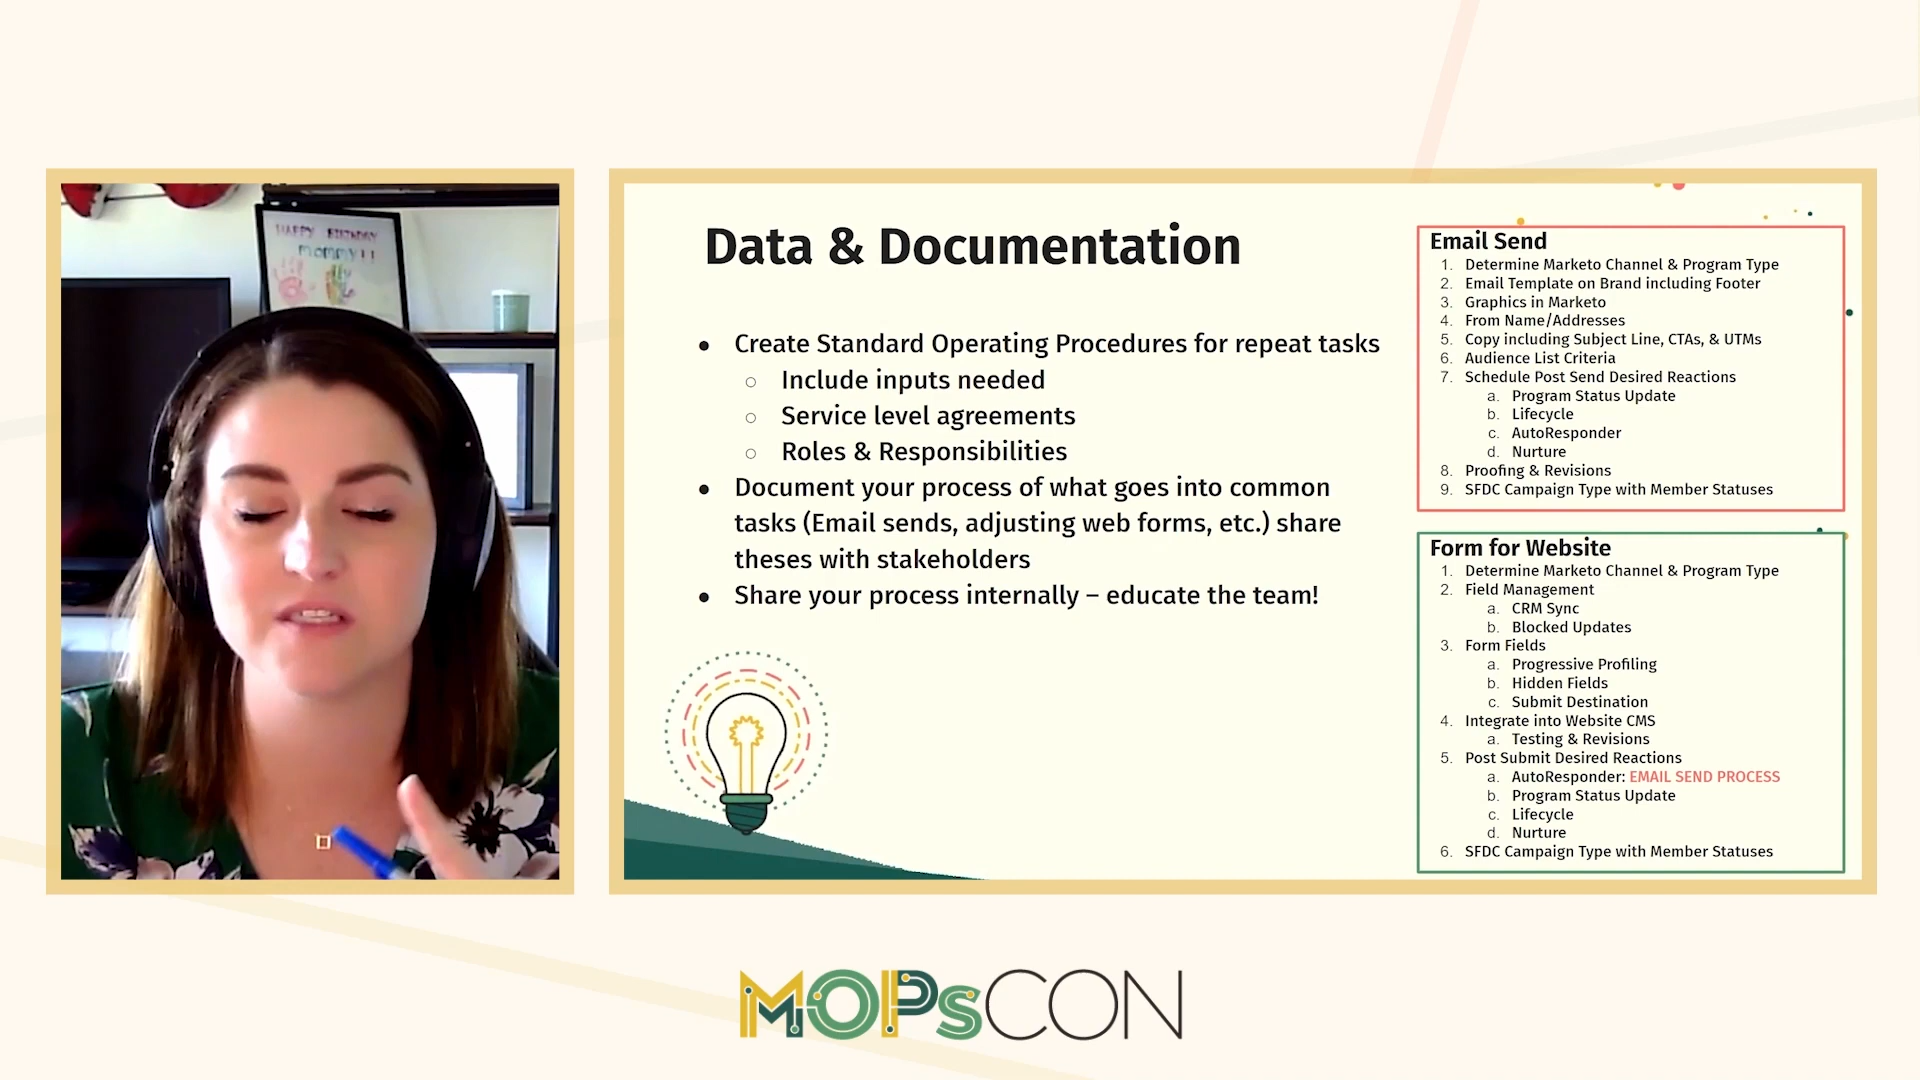 HAPPY BIRTHDAY
MOMMY!!
Data & Documentation
● Create Standard Operating Procedures for repeat tasks
○ Include inputs needed
○ Service level agreements
○ Roles & Responsibilities
● Document your process of what goes into common
tasks (Email sends, adjusting web forms, etc.) share
theses with stakeholders
● Share your process internally – educate the team!
Email Send
1. Determine Marketo Channel & Program Type
2. Email Template on Brand including Footer
3. Graphics in Marketo
4. From Name/Addresses
5. Copy including Subject Line, CTAs, & UTMs
6. Audience List Criteria
7. Schedule Post Send Desired Reactions
a. Program Status Update
b. Lifecycle
c. AutoResponder
d. Nurture
8. Proofing & Revisions
9. SFDC Campaign Type with Member Statuses
Form for Website
1. Determine Marketo Channel & Program Type
2. Field Management
a. CRM Sync
b. Blocked Updates
3. Form Fields
a. Progressive Profiling
b. Hidden Fields
c. Submit Destination
4. Integrate into Website CMS
a. Testing & Revisions
5. Post Submit Desired Reactions
a. AutoResponder: EMAIL SEND PROCESS
b. Program Status Update
c. Lifecycle
d. Nurture
6. SFDC Campaign Type with Member Statuses
MOPsCON